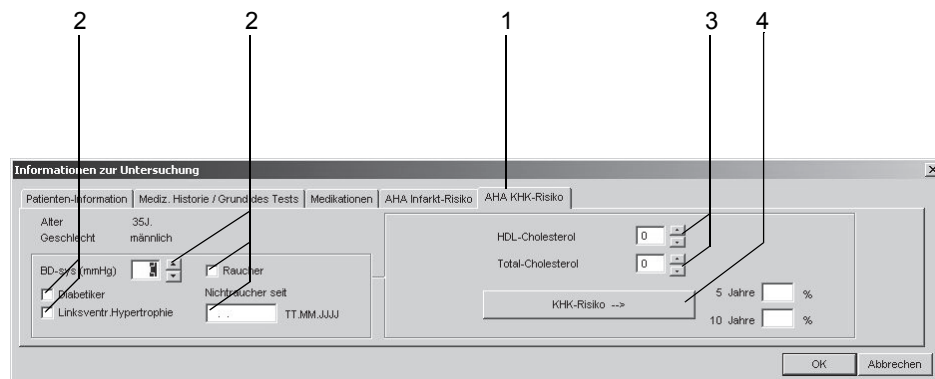 2 2 1 3 4
Informationen zur Untersuchung
Patienten-Information Mediz. Historie / Grund des Tests Medikationen AHA Infarkt-Risiko AHA KHK-Risiko
Alter 35J.
Geschlecht männlich
HDL-Cholesterol 0
Total-Cholesterol 0
BD-sys (mmHg) Raucher
Diabetiker Nichtraucher seit
Linksventr.Hypertrophie . . TT.MM.JJJJ
KHK-Risiko -->
5 Jahre %
10 Jahre %
OK Abbrechen